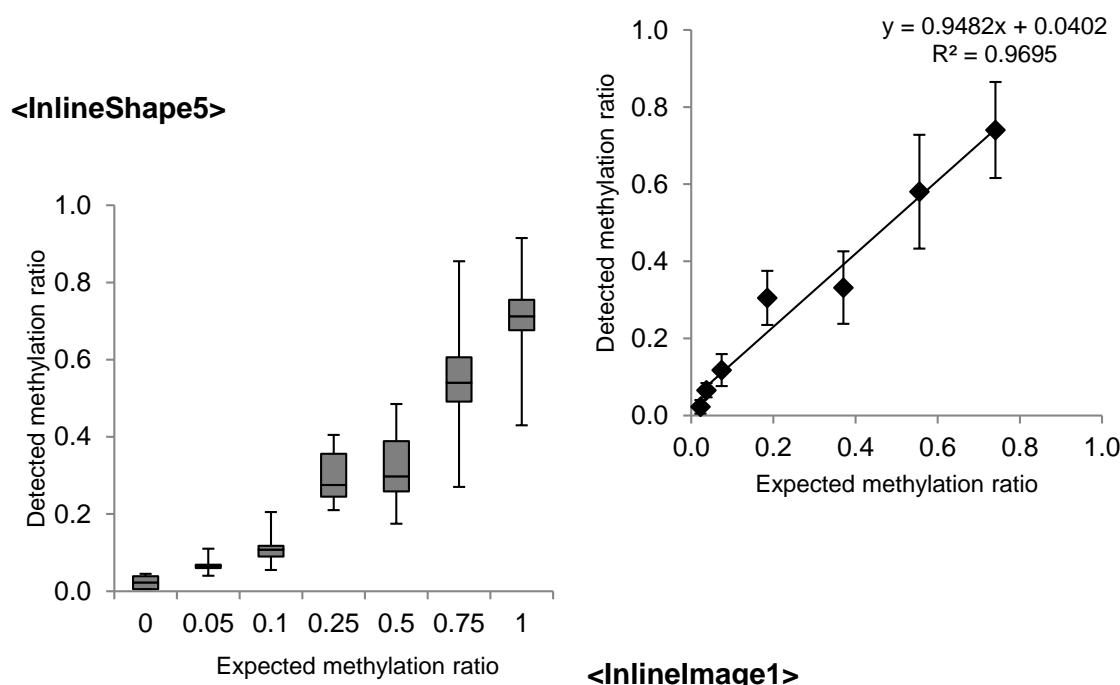 <InlineShape5>
1.0
0.8
0.6
0.4
0.2
0.0
Detected methylation ratio
0 0.05 0.1 0.25 0.5 0.75 1
Expected methylation ratio
y = 0.9482x + 0.0402
R² = 0.9695
1.0
0.8
0.6
0.4
0.2
0.0
Detected methylation ratio
0.0 0.2 0.4 0.6 0.8 1.0
Expected methylation ratio
<InlineImage1>